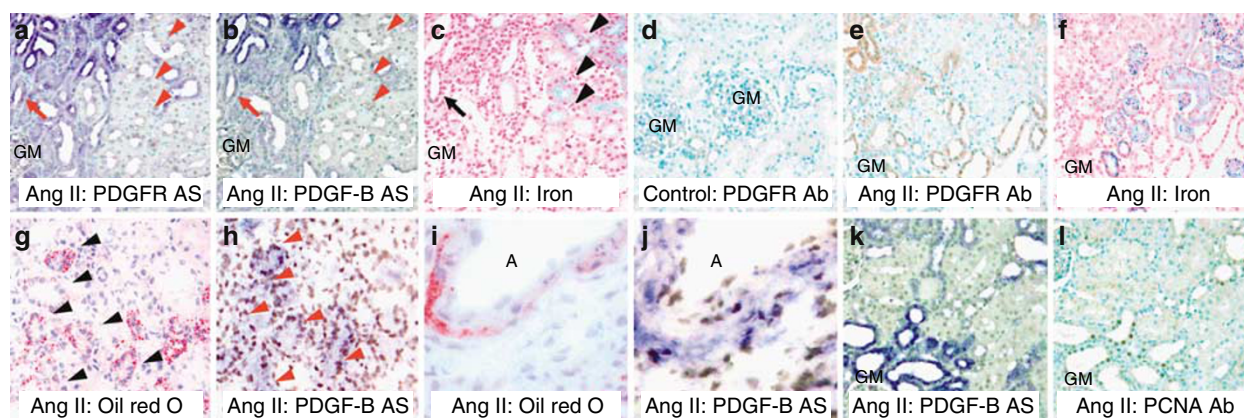 a
GM
Ang II: PDGFR AS
b
Ang II: PDGF-B AS
c
GM
Ang II: Iron
d
GM
GM
Control: PDGFR Ab
e
GM
Ang II: PDGFR Ab
f
GM
Ang II: Iron
g
Ang II: Oil red O
h
Ang II: PDGF-B AS
i
A
Ang II: Oil red O
j
A
Ang II: PDGF-B AS
k
GM
Ang II: PDGF-B AS
l
GM
Ang II: PCNA Ab